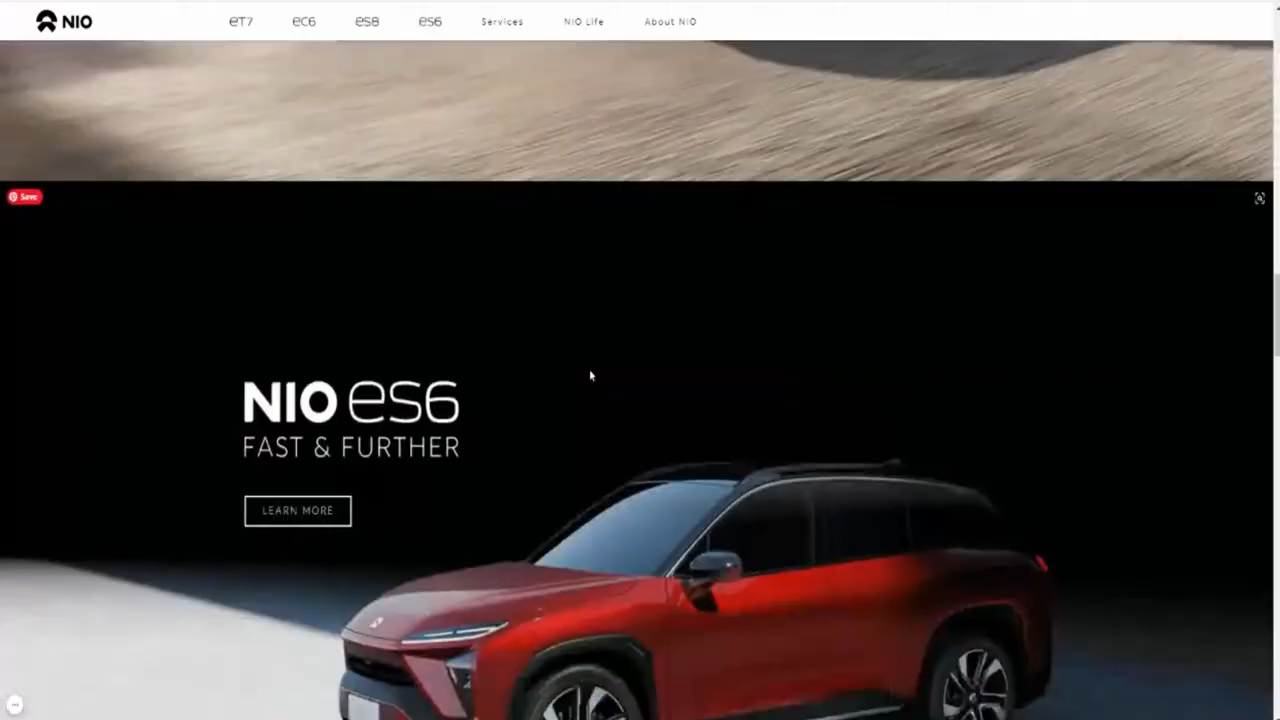 NIO
eT7
eC6
eS8
eS6
Services
NIO Life
About NIO
Save
NIO eS6
FAST & FURTHER
LEARN MORE